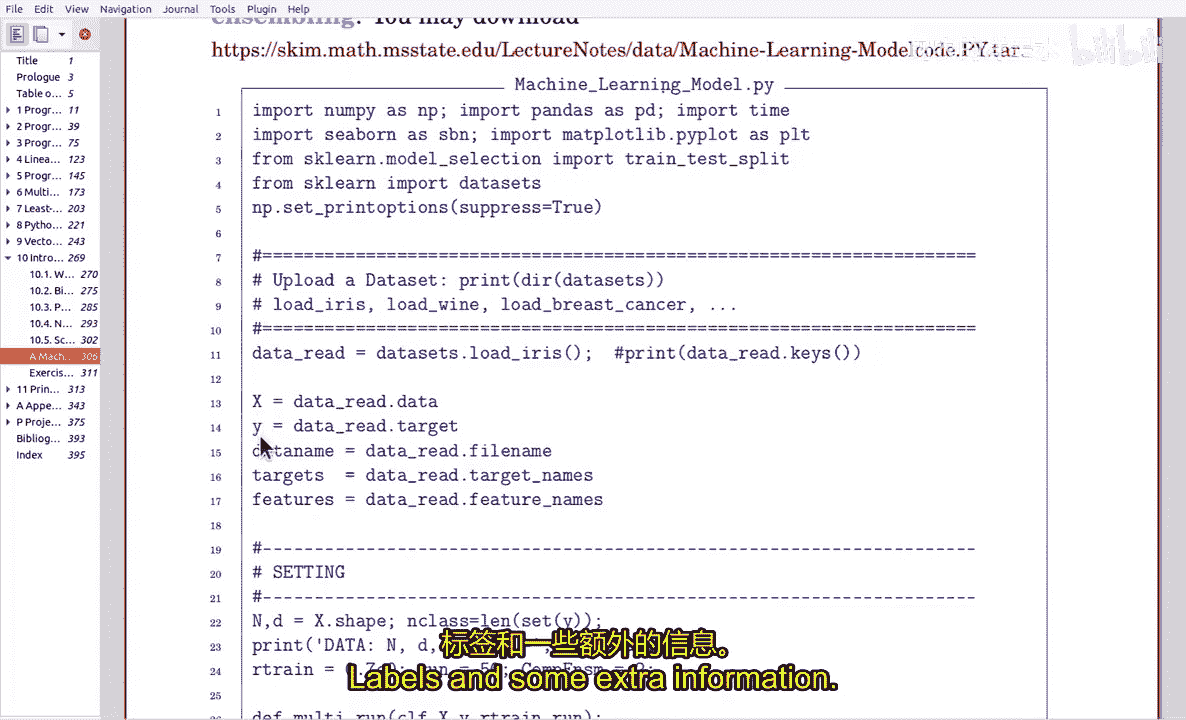 File Edit View Navigation Journal Tools Plugin Help
Title 1
Prologue 3
Table o... 5
1 Progr... 11
2 Progr... 39
3 Progr... 75
4 Linea... 123
5 Progr... 145
6 Multi... 173
7 Least-... 203
8 Pytho... 221
9 Vecto... 243
10 Intro... 269
10.1. W... 270
10.2. Bi... 275
10.3. P... 285
10.4. N... 293
10.5. Sc... 302
A Mach... 306
Exercis... 311
11 Prin... 313
A Appe... 343
P Proje... 375
Bibliog... 393
Index 395
ensembling. You may download
https://skim.math.msstate.edu/LectureNotes/data/Machine-Learning-Modelcode.PY.tar
Machine_Learning_Model.py
1 import numpy as np; import pandas as pd; import time
2 import seaborn as sbn; import matplotlib.pyplot as plt
3 from sklearn.model_selection import train_test_split
4 from sklearn import datasets
5 np.set_printoptions(suppress=True)
6
7 #=====================================================================
8 # Upload a Dataset: print(dir(datasets))
9 # load_iris, load_wine, load_breast_cancer, ...
10 #=====================================================================
11 data_read = datasets.load_iris(); #print(data_read.keys())
12
13 X = data_read.data
14 y = data_read.target
15 dataname = data_read.filename
16 targets = data_read.target_names
17 features = data_read.feature_names
18
19 #---------------------------------------------------------------------
20 # SETTING
21 #---------------------------------------------------------------------
22 N,d = X.shape; nclass=len(set(y));
23 print('DATA: N, d,
24 rtrain =
25
def multi_run(clf,X,y,rtrain,run):
标签和一些额外的信息。
Labels and some extra information.